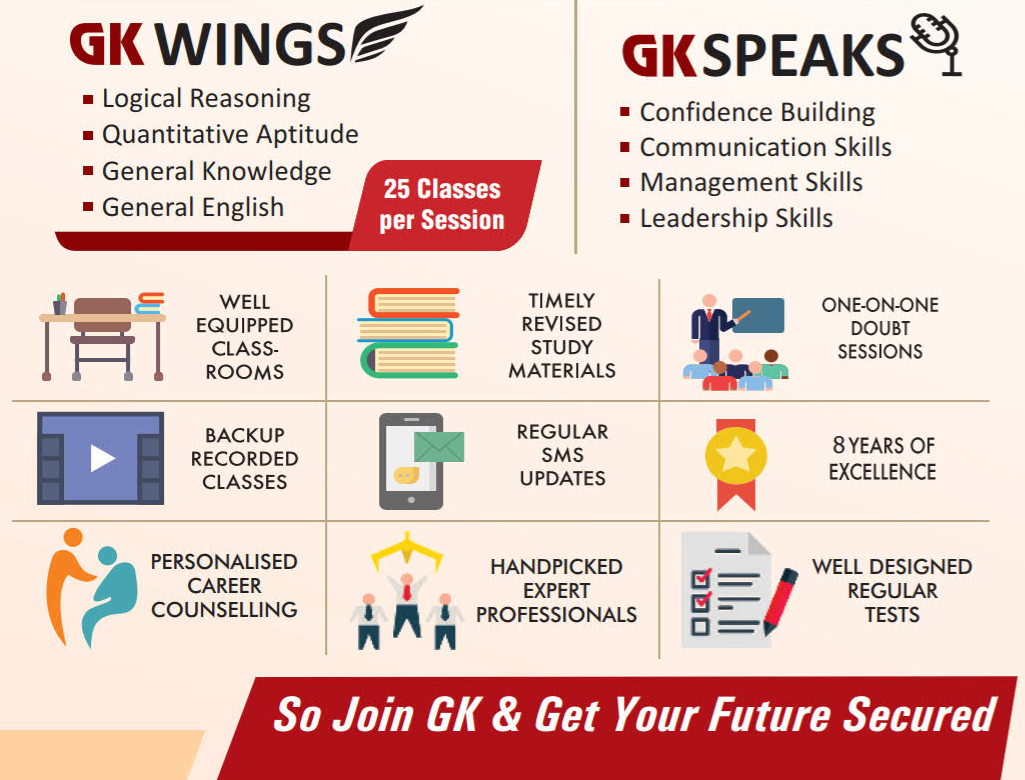 GK WINGS
Logical Reasoning
Quantitative Aptitude
General Knowledge
General English
25 Classes
per Session
GK SPEAKS
Confidence Building
Communication Skills
Management Skills
Leadership Skills
WELL
EQUIPPED
CLASS-
ROOMS
TIMELY
REVISED
STUDY
MATERIALS
ONE-ON-ONE
DOUBT
SESSIONS
BACKUP
RECORDED
CLASSES
REGULAR
SMS
UPDATES
8 YEARS OF
EXCELLENCE
PERSONALISED
CAREER
COUNSELLING
HANDPICKED
EXPERT
PROFESSIONALS
WELL DESIGNED
REGULAR
TESTS
So Join GK & Get Your Future Secured